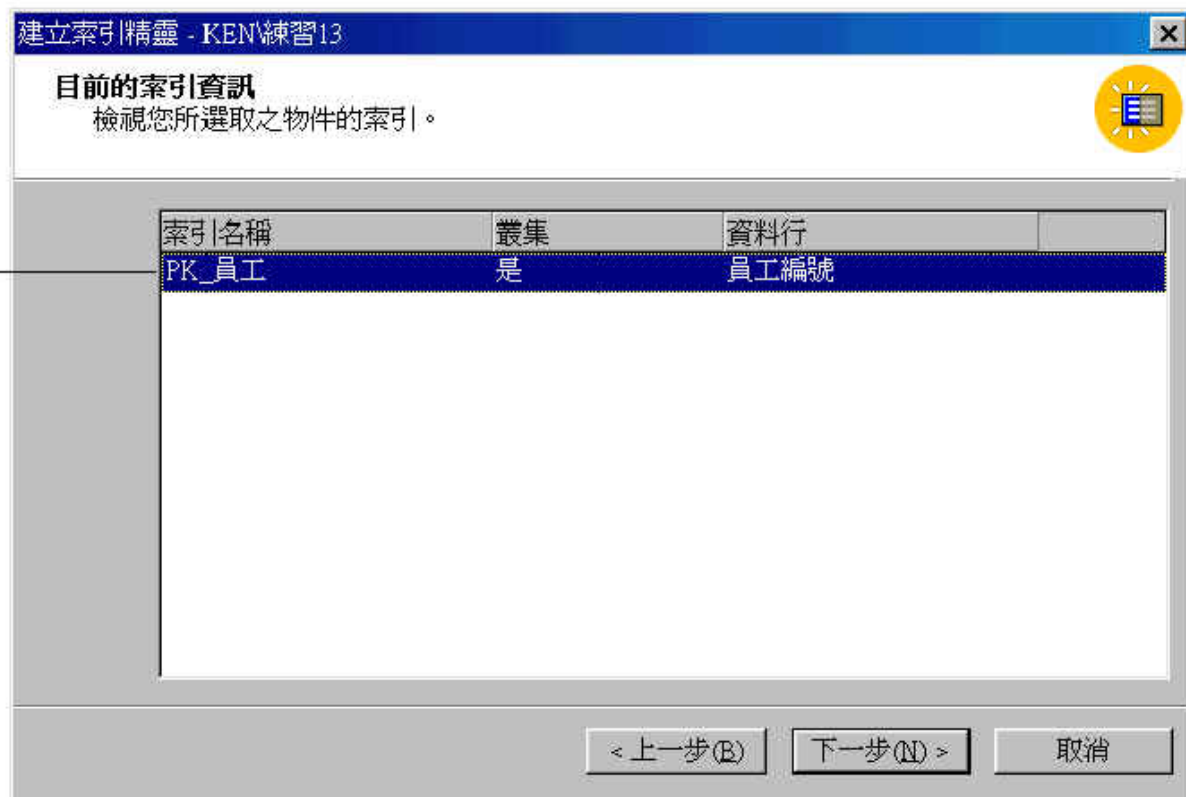 建立索引精靈 - KEN\練習13
目前的索引資訊
檢視您所選取之物件的索引。
索引名稱 叢集 資料行
PK_員工 是 員工編號
<上一步(B) 下一步(N)> 取消